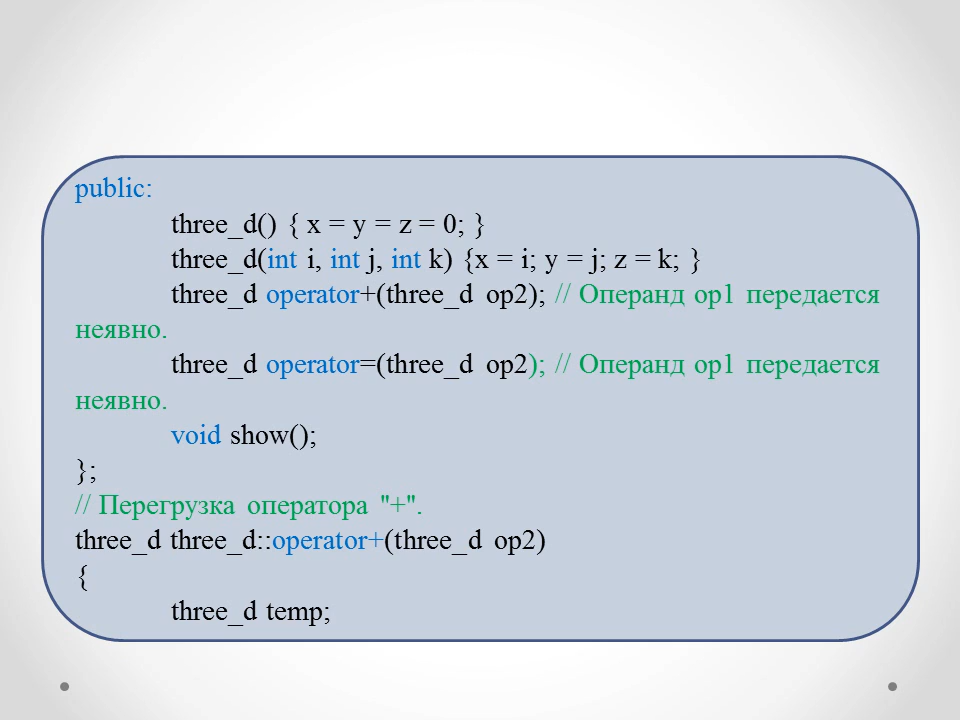 public:
three_d() { x = y = z = 0; }
three_d(int i, int j, int k) {x = i; y = j; z = k; }
three_d operator+(three_d op2); // Операнд op1 передается
неявно.
three_d operator=(three_d op2); // Операнд op1 передается
неявно.
void show();
};
// Перегрузка оператора "+".
three_d three_d::operator+(three_d op2)
{
three_d temp;